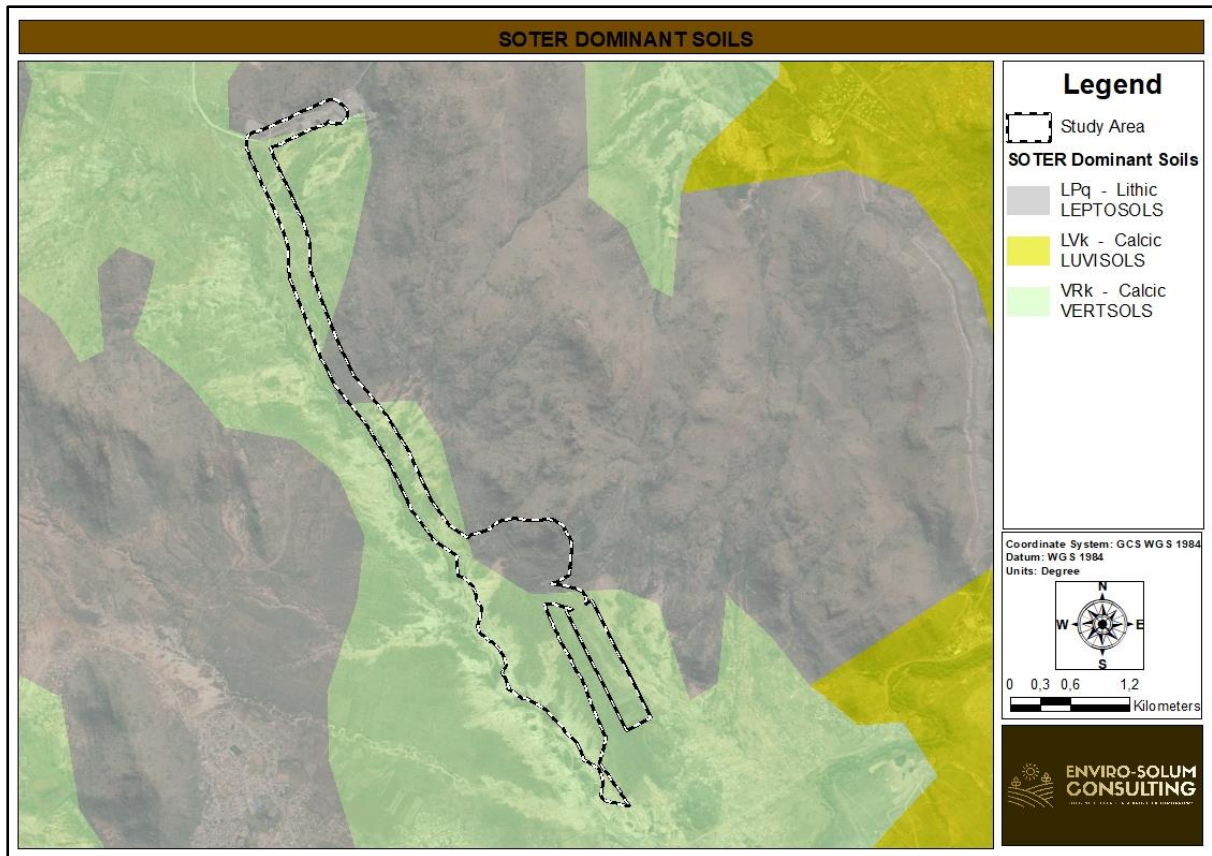 SOTER DOMINANT SOILS
Legend
Study Area
SOTER Dominant Soils
LPq - Lithic
LEPTOSOLS
LVk - Calcic
LUVISOLS
VRk - Calcic
VERTSOLS
Coordinate System: GCS WGS 1984
Datum: WGS 1984
Units: Degree
N
W E
S
0 0,3 0,6 1,2
Kilometers
ENVIRO-SOLUM
CONSULTING